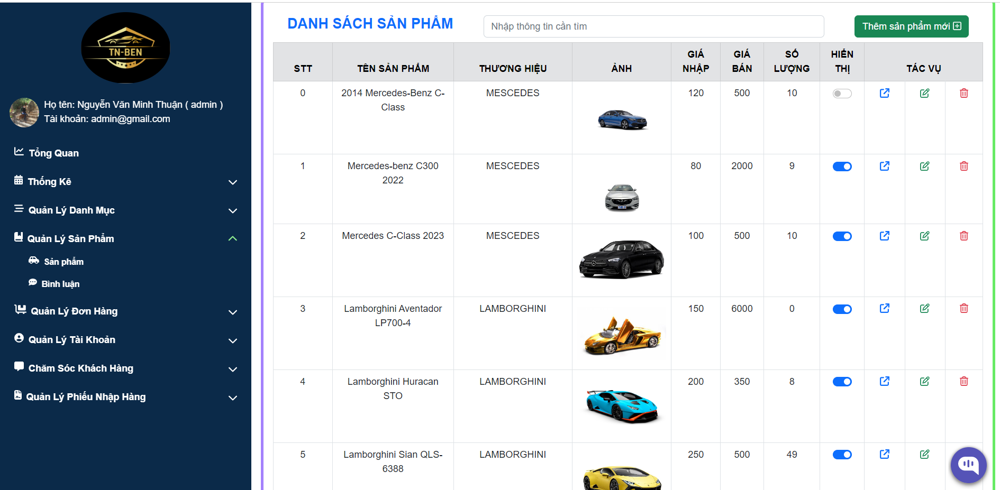 TN-BEN
Họ tên: Nguyễn Văn Minh Thuận ( admin )
Tài khoản: admin@gmail.com
Tổng Quan
Thống Kê
Quản Lý Danh Mục
Quản Lý Sản Phẩm
Sản phẩm
Bình luận
Quản Lý Đơn Hàng
Quản Lý Tài Khoản
Chăm Sóc Khách Hàng
Quản Lý Phiếu Nhập Hàng
DANH SÁCH SẢN PHẨM
Nhập thông tin cần tìm
Thêm sản phẩm mới
STT TÊN SẢN PHẨM THƯƠNG HIỆU ẢNH GIÁ NHẬP GIÁ BÁN SỐ LƯỢNG HIỂN THỊ TÁC VỤ
0 2014 Mercedes-Benz C- MESCEDES 120 500 10
Class
1 Mercedes-benz C300 MESCEDES 80 2000 9
2022
2 Mercedes C-Class 2023 MESCEDES 100 500 10
3 Lamborghini Aventador LAMBORGHINI 150 6000 0
LP700-4
4 Lamborghini Huracan LAMBORGHINI 200 350 8
STO
5 Lamborghini Sian QLS- LAMBORGHINI 250 500 49
6388